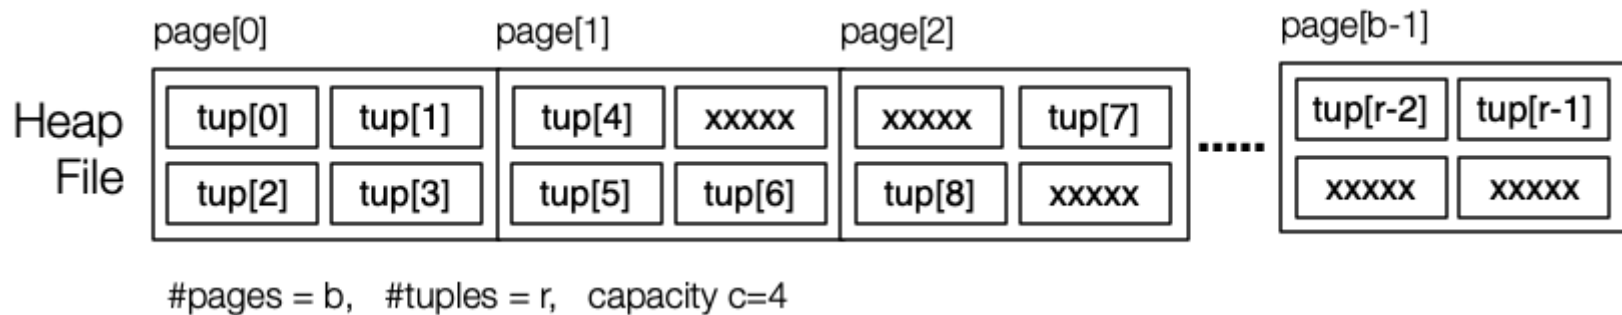 page[0] page[1] page[2] page[b-1]
Heap File
tup[0] tup[1] tup[4] xxxxx xxxxx tup[7] ..... tup[r-2] tup[r-1]
tup[2] tup[3] tup[5] tup[6] tup[8] xxxxx xxxxx xxxxx
#pages = b, #tuples = r, capacity c=4